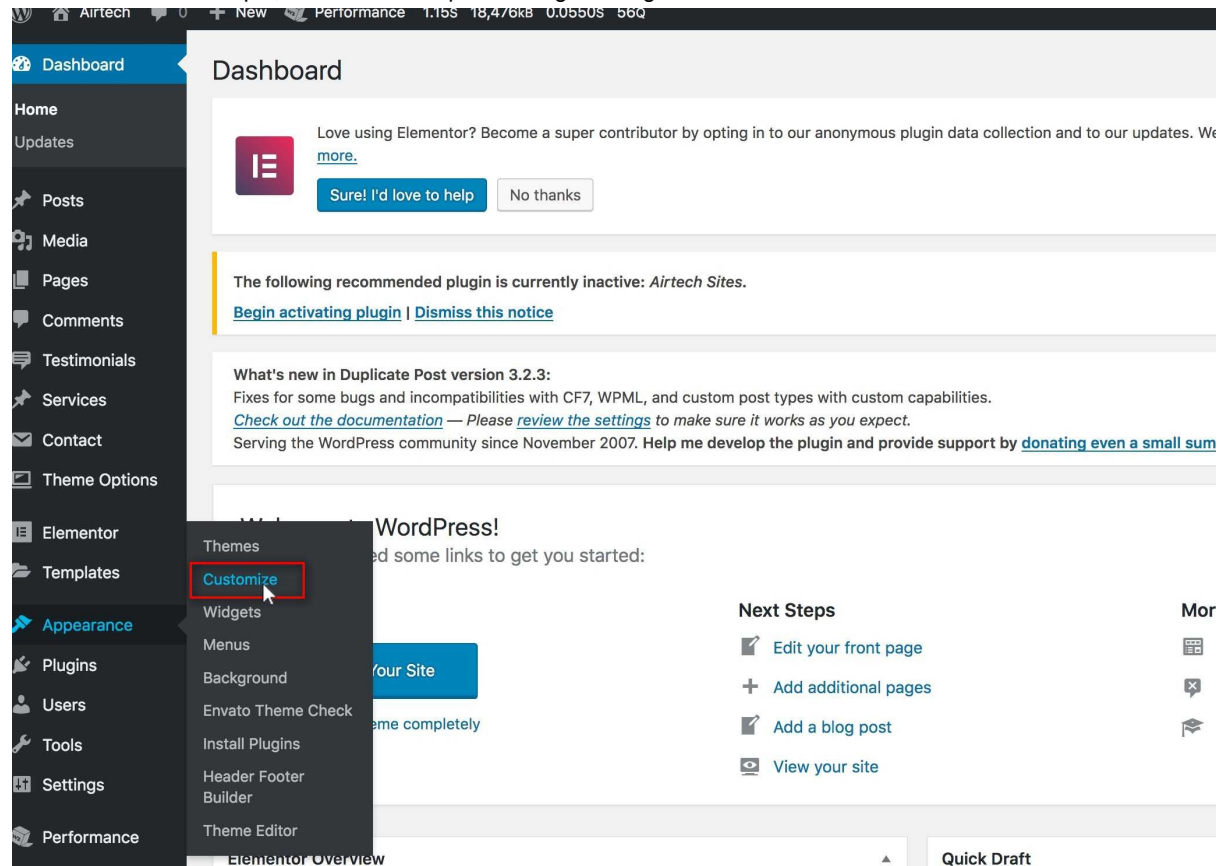 Airtech 0 + New Performance 1.15s 18,476kB 0.0550s 56Q
Dashboard
Home
Updates
Posts
Media
Pages
Comments
Testimonials
Services
Contact
Theme Options
Elementor
Templates
Appearance
Plugins
Users
Tools
Settings
Performance
Themes
Customize
Widgets
Menus
Background
Envato Theme Check
Install Plugins
Header Footer
Builder
Theme Editor
Dashboard
Love using Elementor? Become a super contributor by opting in to our anonymous plugin data collection and to our updates. We
more.
Sure! I'd love to help No thanks
The following recommended plugin is currently inactive: Airtech Sites.
Begin activating plugin | Dismiss this notice
What's new in Duplicate Post version 3.2.3:
Fixes for some bugs and incompatibilities with CF7, WPML, and custom post types with custom capabilities.
Check out the documentation — Please review the settings to make sure it works as you expect.
Serving the WordPress community since November 2007. Help me develop the plugin and provide support by donating even a small sum
WordPress!
some links to get you started:
Your Site
completely
Next Steps
Edit your front page
Add additional pages
Add a blog post
View your site
Elementor Overview
Quick Draft